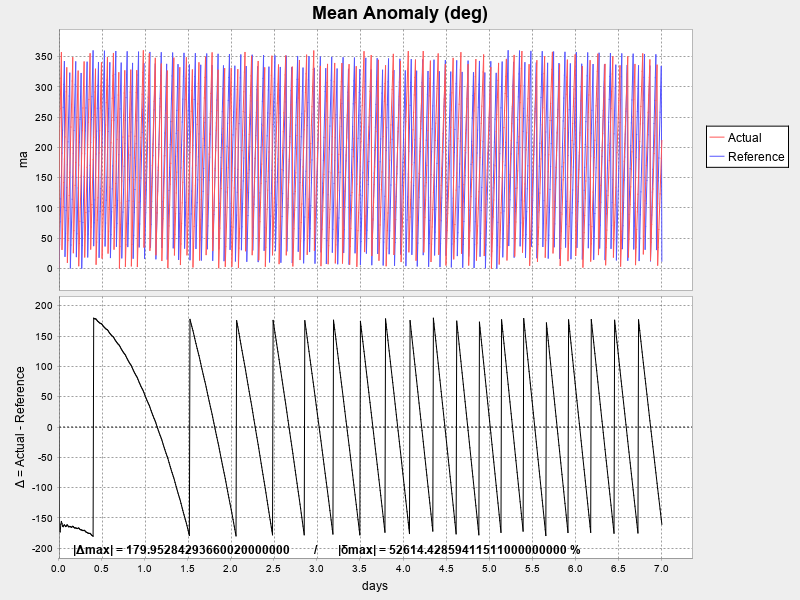 Mean Anomaly (deg)
350
300
250
200
150
100
50
0
ma
Actual
Reference
200
150
100
50
0
-50
-100
-150
-200
Δ = Actual - Reference
|Δmax| = 179.95284293660020000000 / |δmax| = 52614.42859411511000000000 %
0.0 0.5 1.0 1.5 2.0 2.5 3.0 3.5 4.0 4.5 5.0 5.5 6.0 6.5 7.0
days